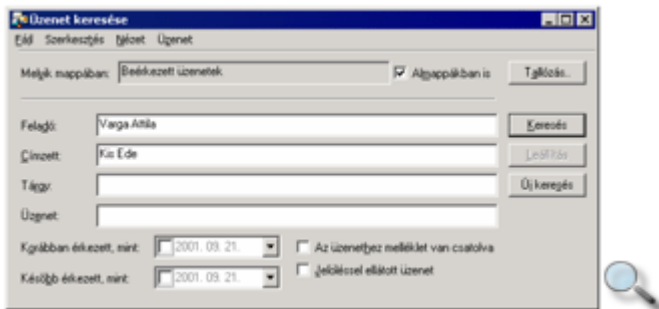 Üzenet keresése
Fájl Szerkesztés Nézet Üzenet
Melyik mappában: Beérkezett üzenetek Almappákban is Tallózás...
Feladó: Varga Attila Keresés
Címzett: Kis Ede Leállítás
Tárgy: Új keresés
Üzenet:
Korábban érkezett, mint: 2001. 09. 21. Az üzenethez melléklet van csatolva
Később érkezett, mint: 2001. 09. 21. Jelöléssel ellátott üzenet